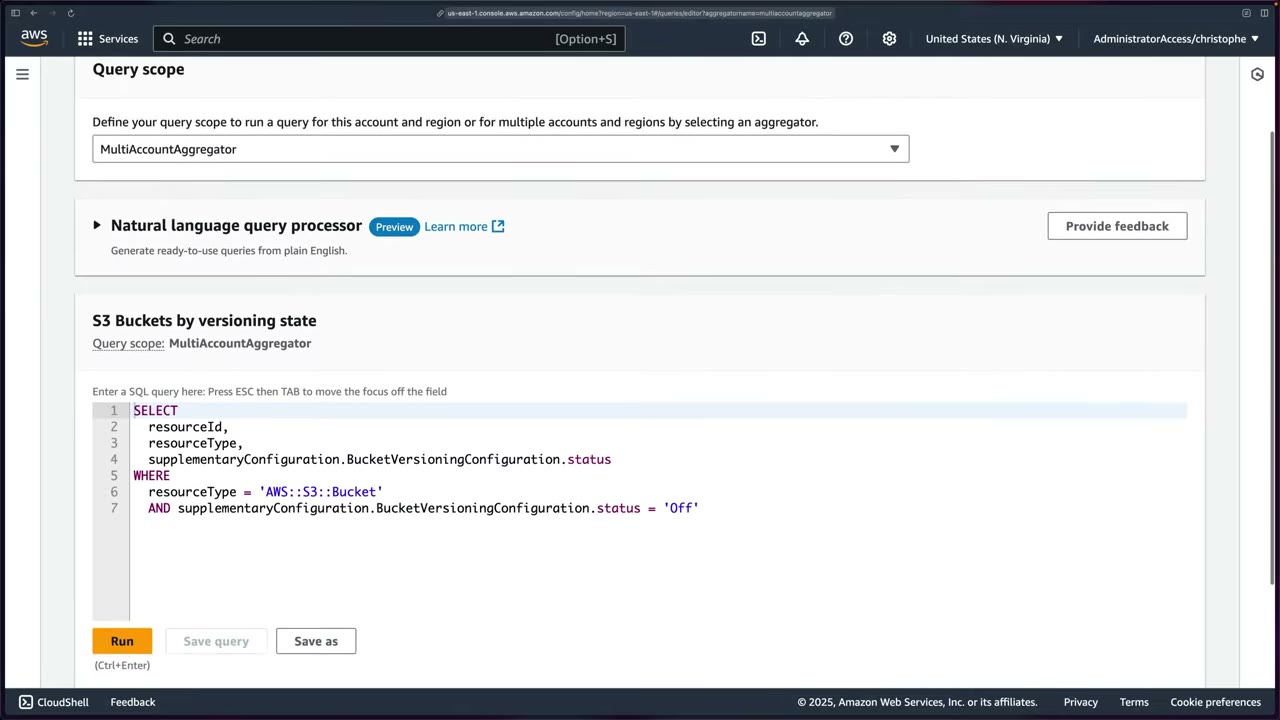 us-east-1.console.aws.amazon.com/config/home?region=us-east-1#/queries/editor?aggregatorname=multiaccountaggregator
aws
Services
Search
[Option+S]
United States (N. Virginia)
AdministratorAccess/christophe
Query scope
Define your query scope to run a query for this account and region or for multiple accounts and regions by selecting an aggregator.
MultiAccountAggregator
Natural language query processor
Preview
Learn more
Provide feedback
Generate ready-to-use queries from plain English.
S3 Buckets by versioning state
Query scope: MultiAccountAggregator
Enter a SQL query here: Press ESC then TAB to move the focus off the field
1 SELECT
2 resourceId,
3 resourceType,
4 supplementaryConfiguration.BucketVersioningConfiguration.status
5 WHERE
6 resourceType = 'AWS::S3::Bucket'
7 AND supplementaryConfiguration.BucketVersioningConfiguration.status = 'Off'
Run
Save query
Save as
(Ctrl+Enter)
CloudShell
Feedback
© 2025, Amazon Web Services, Inc. or its affiliates.
Privacy
Terms
Cookie preferences